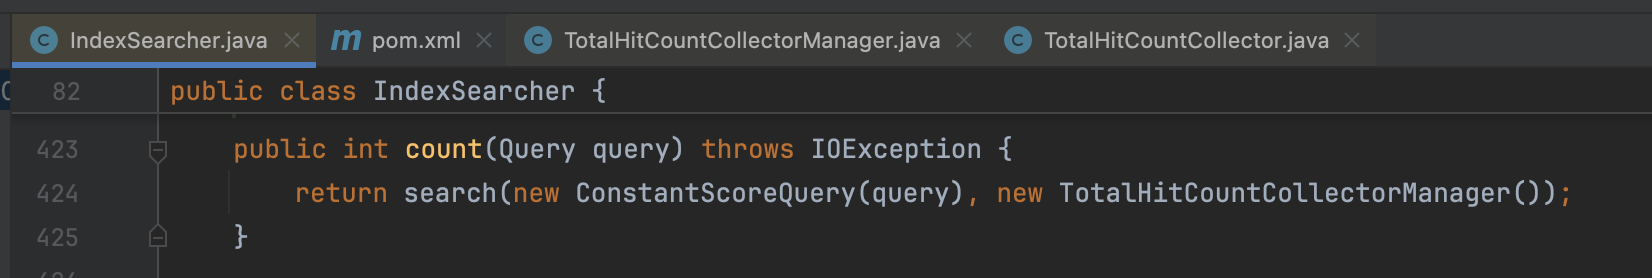 IndexSearcher.java pom.xml TotalHitCountCollectorManager.java TotalHitCountCollector.java
82 public class IndexSearcher {
423 public int count(Query query) throws IOException {
424 return search(new ConstantScoreQuery(query), new TotalHitCountCollectorManager());
425 }